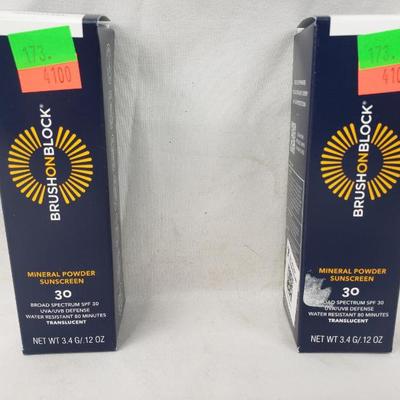 173.
4100
BRUSHONBLOCK®
MINERAL POWDER
SUNSCREEN
30
BROAD SPECTRUM SPF 30
UVA/UVB DEFENSE
WATER RESISTANT 80 MINUTES
TRANSLUCENT
NET WT 3.4 G/.12 OZ
173.
4100
BRUSHONBLOCK®
MINERAL POWDER
SUNSCREEN
30
BROAD SPECTRUM SPF 30
UVA/UVB DEFENSE
WATER RESISTANT 80 MINUTES
TRANSLUCENT
NET WT 3.4 G/.12 OZ